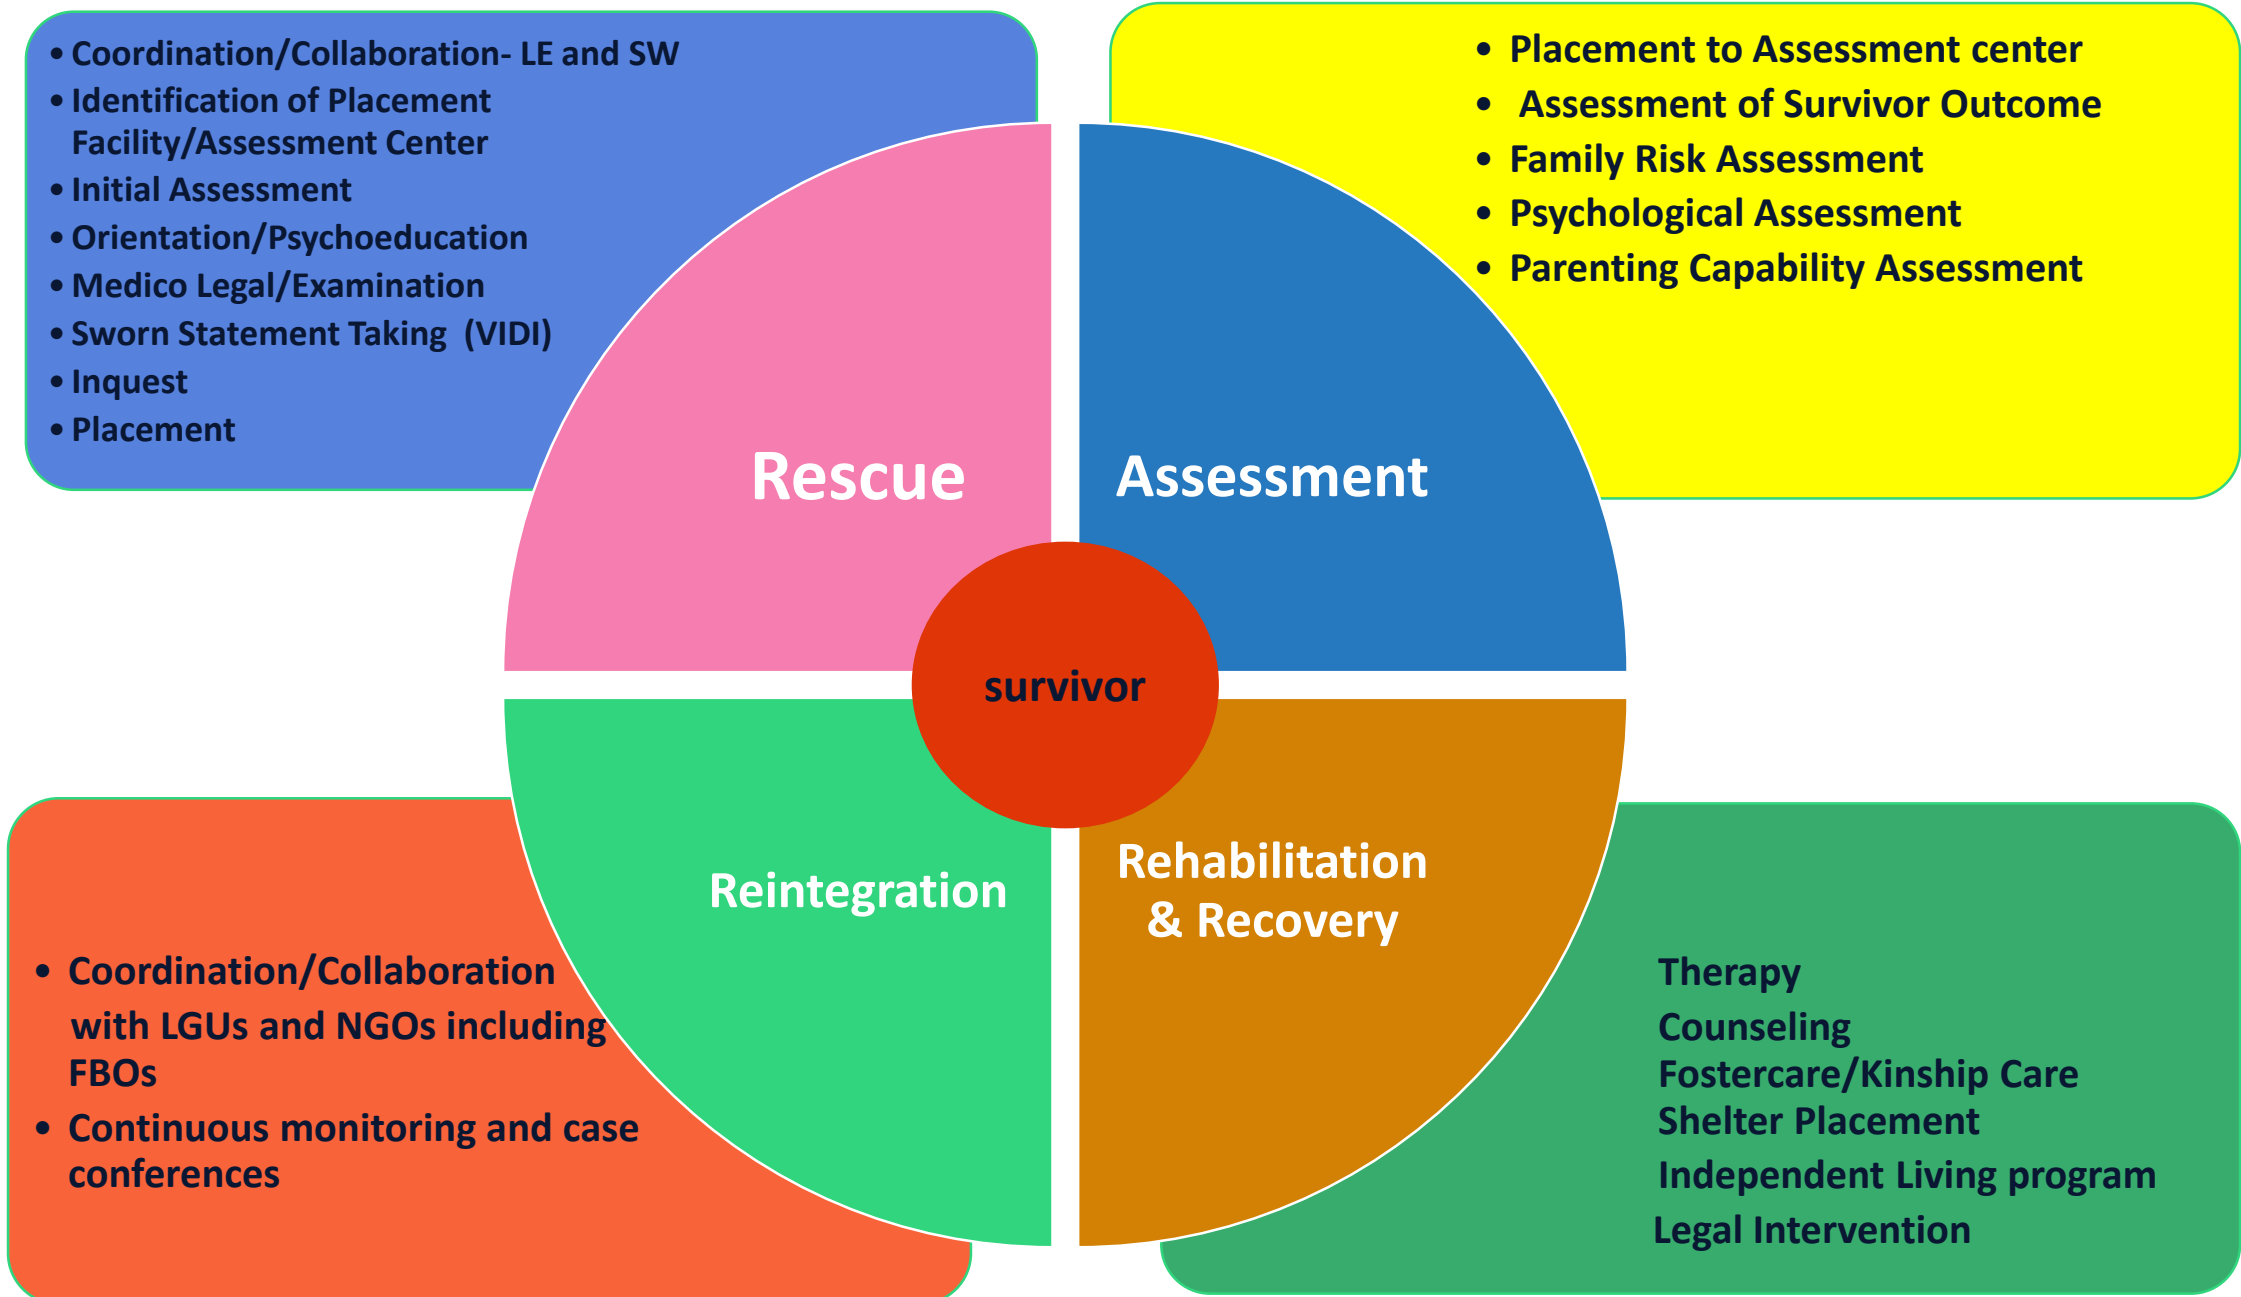 • Coordination/Collaboration- LE and SW
• Identification of Placement
Facility/Assessment Center
• Initial Assessment
• Orientation/Psychoeducation
• Medico Legal/Examination
• Sworn Statement Taking  (VIDI)
• Inquest
• Placement
• Placement to Assessment center
• Assessment of Survivor Outcome
• Family Risk Assessment
• Psychological Assessment
• Parenting Capability Assessment
Rescue
Assessment
survivor
Reintegration
Rehabilitation
& Recovery
• Coordination/Collaboration
with LGUs and NGOs including
FBOs
• Continuous monitoring and case
conferences
Therapy
Counseling
Fostercare/Kinship Care
Shelter Placement
Independent Living program
Legal Intervention